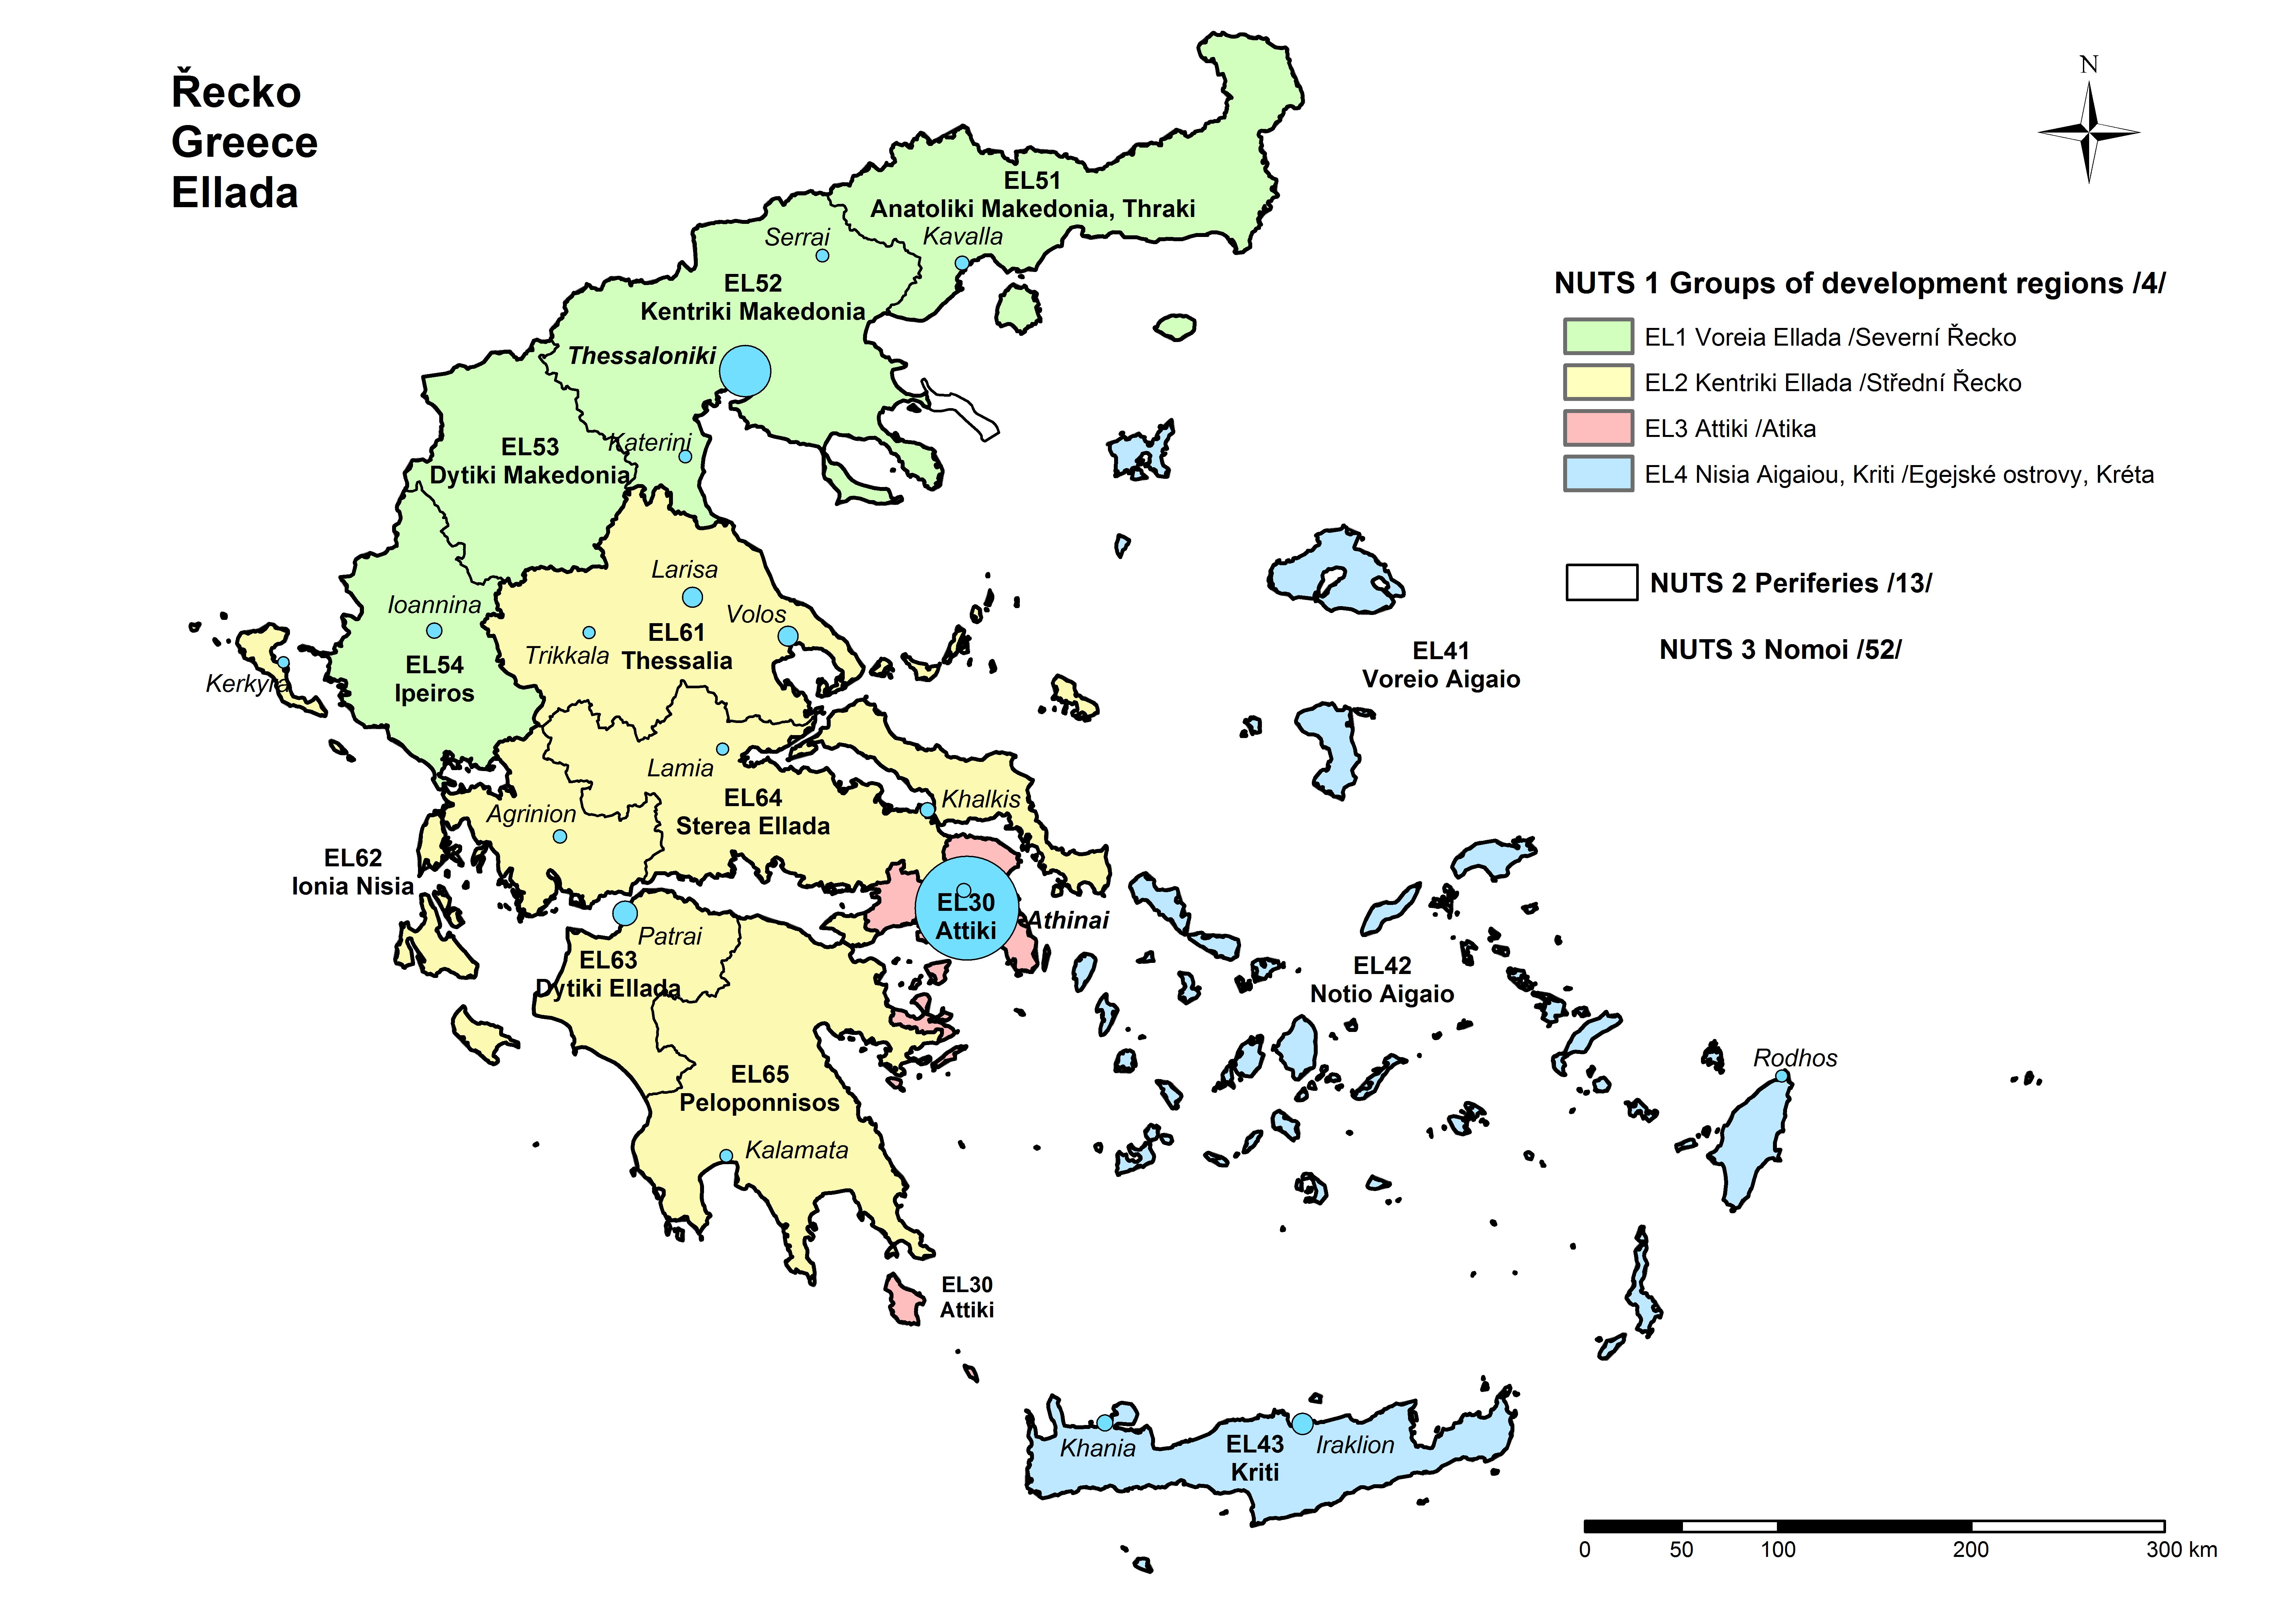 Řecko
Greece
Ellada
N
EL51
Anatoliki Makedonia, Thraki
Serrai
Kavalla
EL52
Kentriki Makedonia
Thessaloniki
EL53
Dytiki Makedonia
Katerini
Larisa
Ioannina
Volos
EL61
Thessalia
Trikkala
EL54
Ipeiros
Kerkyra
EL41
Voreio Aigaio
Lamia
EL64
Sterea Ellada
Khalkis
Agrinion
EL62
Ionia Nisia
EL30
Attiki
Athinai
Patrai
EL63
Dytiki Ellada
EL42
Notio Aigaio
Rodhos
EL65
Peloponnisos
Kalamata
EL30
Attiki
Khania
EL43
Kriti
Iraklion
NUTS 1 Groups of development regions /4/
EL1 Voreia Ellada /Severní Řecko
EL2 Kentriki Ellada /Střední Řecko
EL3 Attiki /Atika
EL4 Nisia Aigaiou, Kriti /Egejské ostrovy, Kréta
NUTS 2 Periferies /13/
NUTS 3 Nomoi /52/
0 50 100 200 300 km